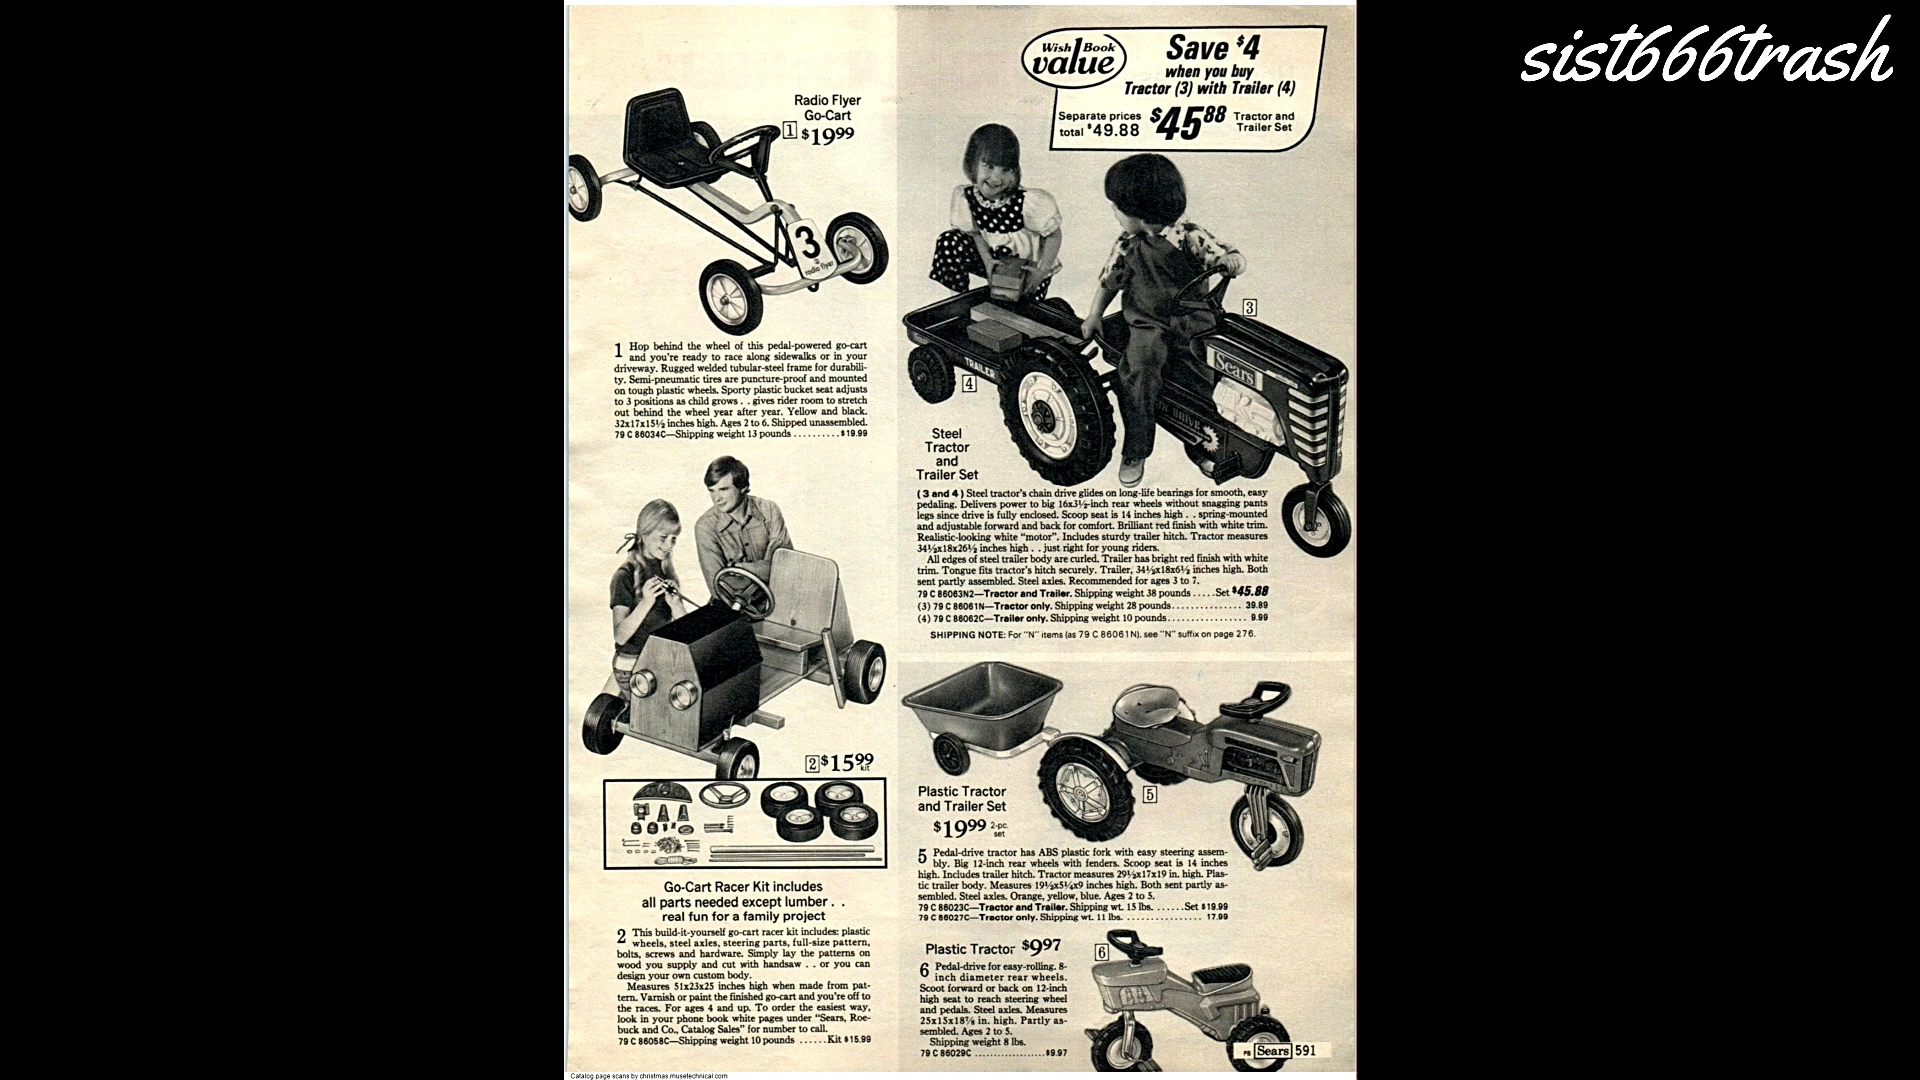 sist666trash
Wish Book
value
Save $4
when you buy
Tractor (3) with Trailer (4)
Separate prices
total $49.88
$45 88
Tractor and
Trailer Set
Radio Flyer
Go-Cart
1 $19 99
3
radio flyer
1 Hop behind the wheel of this pedal-powered go-cart
and you're ready to race along sidewalks or in your
driveway. Rugged welded tubular-steel frame for durabili-
ty. Semi-pneumatic tires are puncture-proof and mounted
on tough plastic wheels. Sporty plastic bucket seat adjusts
to 3 positions as child grows . . gives rider room to stretch
out behind the wheel year after year. Yellow and black.
32x17x15½ inches high. Ages 2 to 6. Shipped unassembled.
79 C 86034C—Shipping weight 13 pounds ..........$19.99
2 $15 99
kit
Go-Cart Racer Kit includes
all parts needed except lumber . .
real fun for a family project
2 This build-it-yourself go-cart racer kit includes: plastic
wheels, steel axles, steering parts, full-size pattern,
bolts, screws and hardware. Simply lay the patterns on
wood you supply and cut with handsaw . . or you can
design your own custom body.
Measures 51x23x25 inches high when made from pat-
tern. Varnish or paint the finished go-cart and you're off to
the races. For ages 4 and up. To order the easiest way,
look in your phone book white pages under "Sears, Roe-
buck and Co., Catalog Sales" for number to call.
79 C 86058C—Shipping weight 10 pounds ......Kit $15.99
3
Sears
TRAILER
4
Steel
Tractor
and
Trailer Set
(3 and 4) Steel tractor's chain drive glides on long-life bearings for smooth, easy
pedaling. Delivers power to big 16x3½-inch rear wheels without snagging pants
legs since drive is fully enclosed. Scoop seat is 14 inches high . . spring-mounted
and adjustable forward and back for comfort. Brilliant red finish with white trim.
Realistic-looking white "motor". Includes sturdy trailer hitch. Tractor measures
34½x18x26½ inches high . . just right for young riders.
All edges of steel trailer body are curled. Trailer has bright red finish with white
trim. Tongue fits tractor's hitch securely. Trailer, 34½x18x6½ inches high. Both
sent partly assembled. Steel axles. Recommended for ages 3 to 7.
79 C 86063N2—Tractor and Trailer. Shipping weight 38 pounds .....Set $45.88
(3) 79 C 86061N—Tractor only. Shipping weight 28 pounds.............. 39.89
(4) 79 C 86062C—Trailer only. Shipping weight 10 pounds................ 9.99
SHIPPING NOTE: For "N" items (as 79 C 86061N), see "N" suffix on page 276.
5
Plastic Tractor
and Trailer Set
$19 99 2-pc.
set
5 Pedal-drive tractor has ABS plastic fork with easy steering assem-
bly. Big 12-inch rear wheels with fenders. Scoop seat is 14 inches
high. Includes trailer hitch. Tractor measures 29½x17x19 in. high. Plas-
tic trailer body. Measures 19½x5¼x9 inches high. Both sent partly as-
sembled. Steel axles. Orange, yellow, blue. Ages 2 to 5.
79 C 86023C—Tractor and Trailer. Shipping wt. 15 lbs. ......Set $19.99
79 C 86027C—Tractor only. Shipping wt. 11 lbs. ................ 17.99
Plastic Tractor $9 97
6
6 Pedal-drive for easy-rolling. 8-
inch diameter rear wheels.
Scoot forward or back on 12-inch
high seat to reach steering wheel
and pedals. Steel axles. Measures
25x15x18⅞ in. high. Partly as-
sembled. Ages 2 to 5.
Shipping weight 8 lbs.
79 C 86029C ...................$9.97
PS Sears 591
Catalog page scans by christmas.musetechnical.com